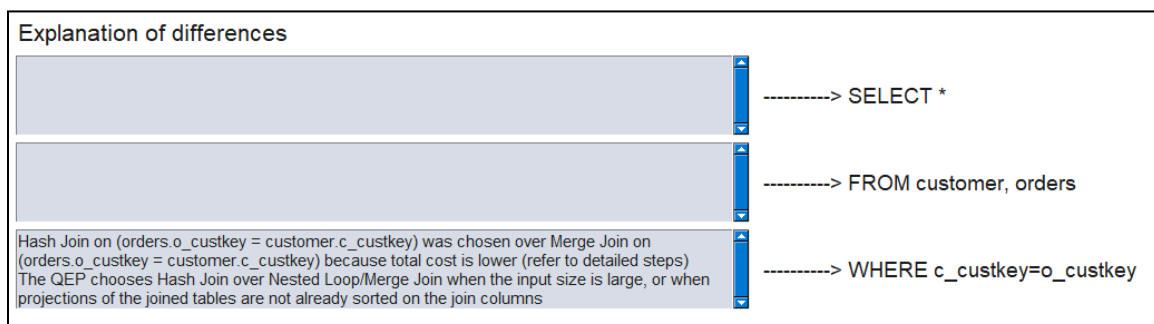 Explanation of differences
----------> SELECT *
----------> FROM customer, orders
Hash Join on (orders.o_custkey = customer.c_custkey) was chosen over Merge Join on
(orders.o_custkey = customer.c_custkey) because total cost is lower (refer to detailed steps)
The QEP chooses Hash Join over Nested Loop/Merge Join when the input size is large, or when
projections of the joined tables are not already sorted on the join columns
----------> WHERE c_custkey=o_custkey